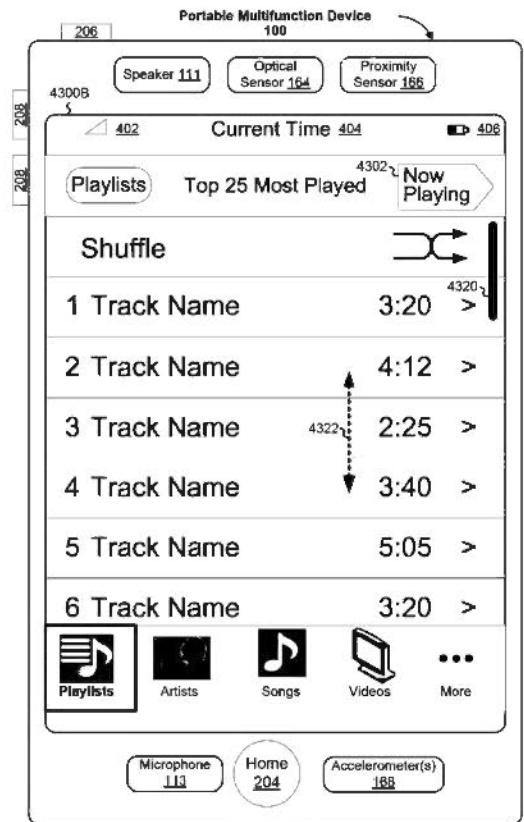 Portable Multifunction Device
100
206
Speaker 111
Optical
Sensor 164
Proximity
Sensor 166
4300B
208
208
402
Current Time 404
406
Playlists
Top 25 Most Played
4302
Now
Playing
Shuffle
4320
1 Track Name 3:20 >
2 Track Name 4:12 >
3 Track Name 2:25 >
4322
4 Track Name 3:40 >
5 Track Name 5:05 >
6 Track Name 3:20 >
Playlists
Artists
Songs
Videos
More
Microphone
113
Home
204
Accelerometer(s)
168